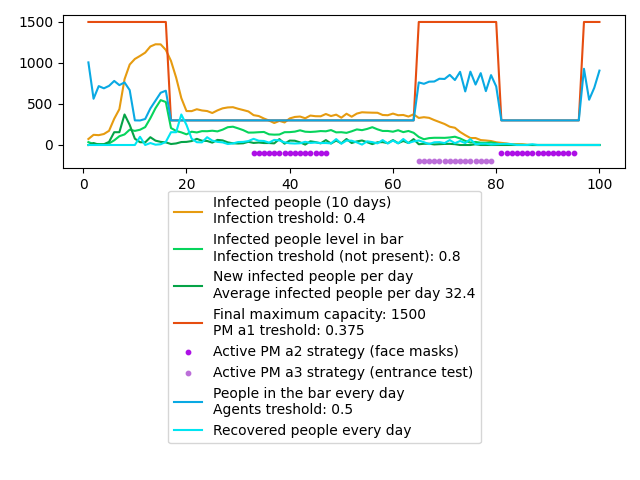 1500
1000
500
0
0 20 40 60 80 100
Infected people (10 days)
Infection treshold: 0.4
Infected people level in bar
Infection treshold (not present): 0.8
New infected people per day
Average infected people per day 32.4
Final maximum capacity: 1500
PM a1 treshold: 0.375
Active PM a2 strategy (face masks)
Active PM a3 strategy (entrance test)
People in the bar every day
Agents treshold: 0.5
Recovered people every day